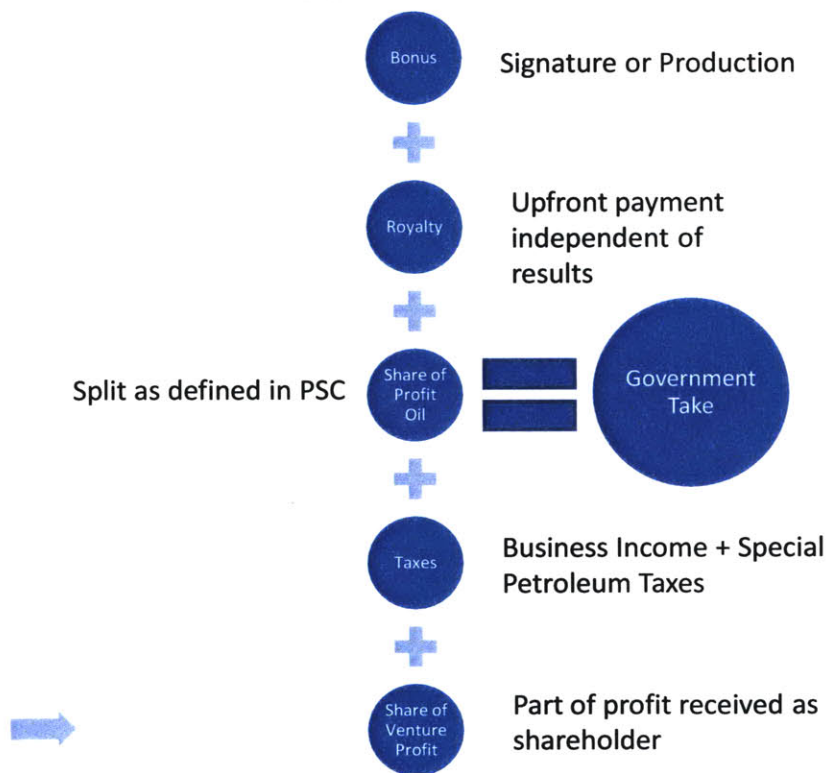 Bonus
Signature or Production
Royalty
Upfront payment
independent of
results
Split as defined in PSC
Share of
Profit
Oil
Government
Take
Taxes
Business Income + Special
Petroleum Taxes
Share of
Venture
Profit
Part of profit received as
shareholder